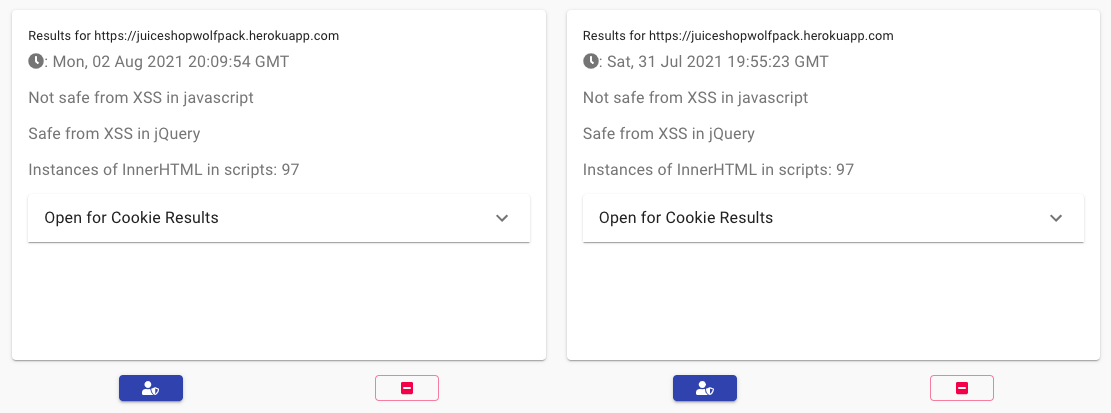 Results for https://juiceshopwolfpack.herokuapp.com
: Mon, 02 Aug 2021 20:09:54 GMT
Not safe from XSS in javascript
Safe from XSS in jQuery
Instances of InnerHTML in scripts: 97
Open for Cookie Results
Results for https://juiceshopwolfpack.herokuapp.com
: Sat, 31 Jul 2021 19:55:23 GMT
Not safe from XSS in javascript
Safe from XSS in jQuery
Instances of InnerHTML in scripts: 97
Open for Cookie Results